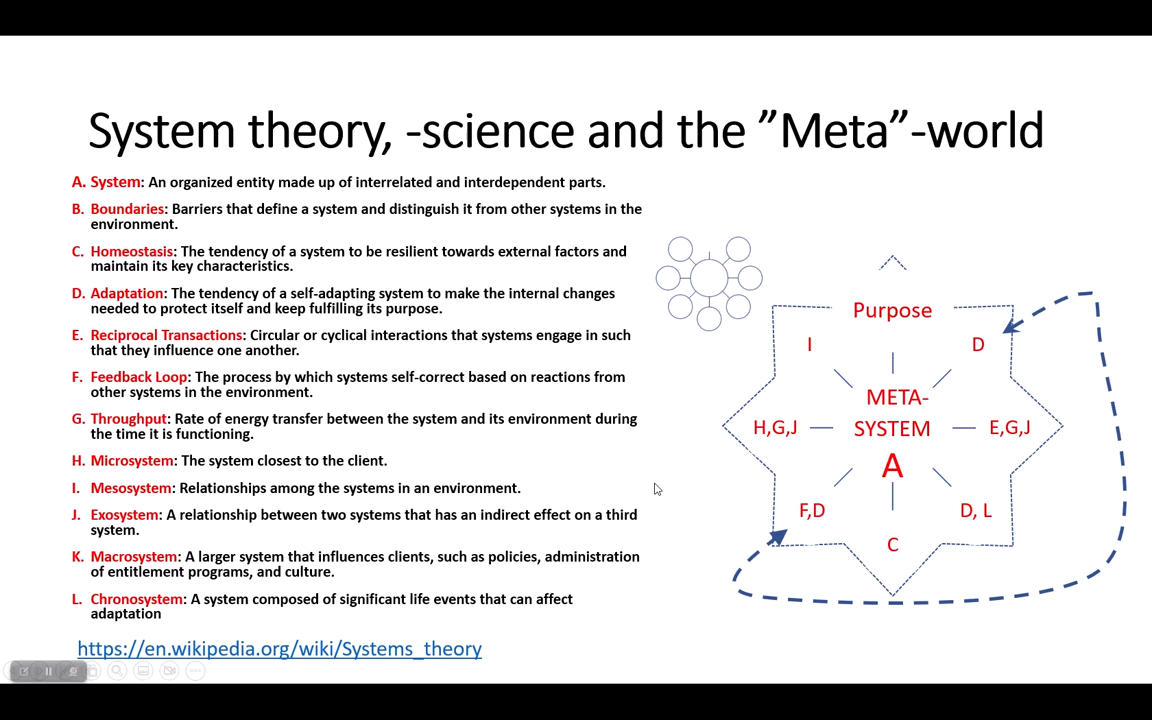 System theory, -science and the ”Meta”-world
A. System: An organized entity made up of interrelated and interdependent parts.
B. Boundaries: Barriers that define a system and distinguish it from other systems in the
environment.
C. Homeostasis: The tendency of a system to be resilient towards external factors and
maintain its key characteristics.
D. Adaptation: The tendency of a self-adapting system to make the internal changes
needed to protect itself and keep fulfilling its purpose.
E. Reciprocal Transactions: Circular or cyclical interactions that systems engage in such
that they influence one another.
F. Feedback Loop: The process by which systems self-correct based on reactions from
other systems in the environment.
G. Throughput: Rate of energy transfer between the system and its environment during
the time it is functioning.
H. Microsystem: The system closest to the client.
I. Mesosystem: Relationships among the systems in an environment.
J. Exosystem: A relationship between two systems that has an indirect effect on a third
system.
K. Macrosystem: A larger system that influences clients, such as policies, administration
of entitlement programs, and culture.
L. Chronosystem: A system composed of significant life events that can affect
adaptation
https://en.wikipedia.org/wiki/Systems_theory
Purpose
I
D
META-
H,G,J
SYSTEM
E,G,J
A
F,D
D, L
C